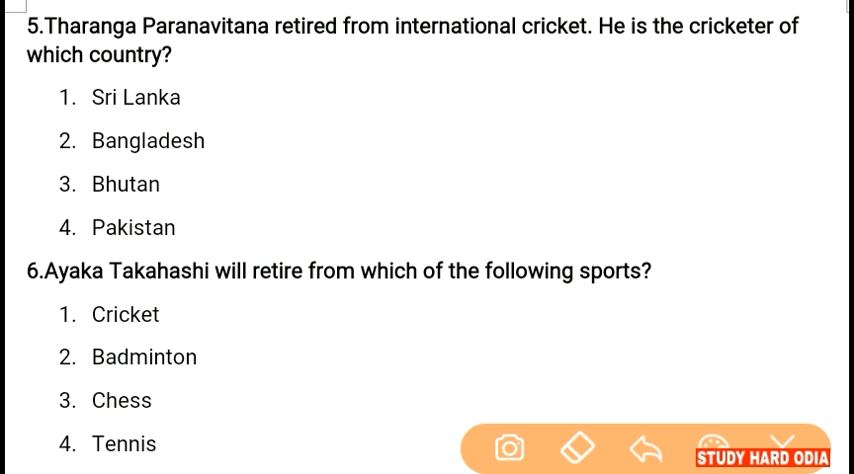 5.Tharanga Paranavitana retired from international cricket. He is the cricketer of
which country?
1. Sri Lanka
2. Bangladesh
3. Bhutan
4. Pakistan
6.Ayaka Takahashi will retire from which of the following sports?
1. Cricket
2. Badminton
3. Chess
4. Tennis
STUDY HARD ODIA